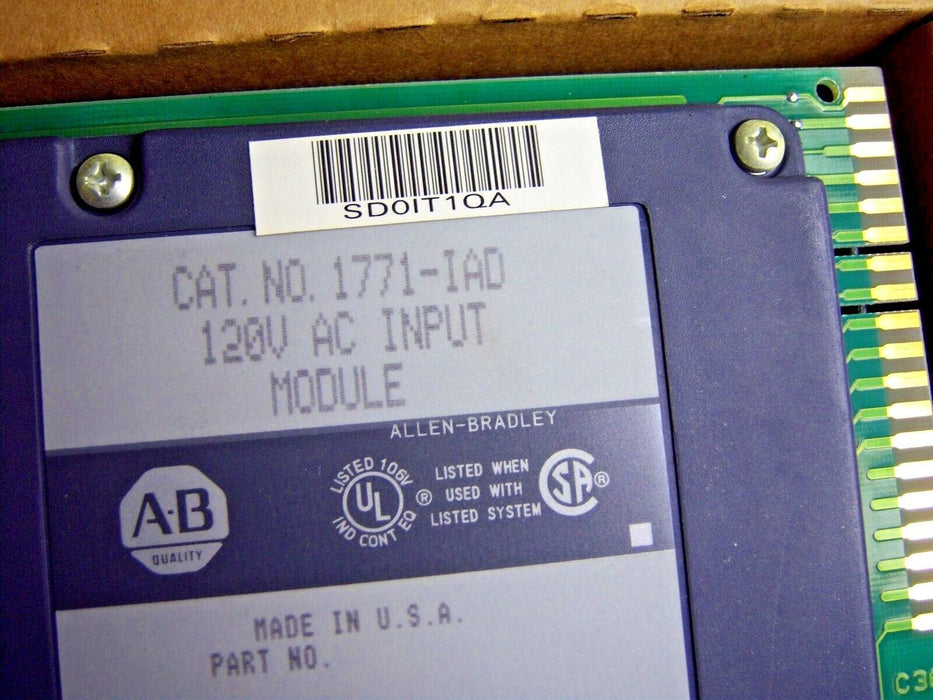 SD0IT1QA
CAT. NO. 1771-IAD
120V AC INPUT
MODULE
ALLEN-BRADLEY
A·B
QUALITY
LISTED 106V
UL ®
IND CONT EQ
LISTED WHEN
USED WITH
LISTED SYSTEM
SA ®
MADE IN U.S.A.
PART NO.